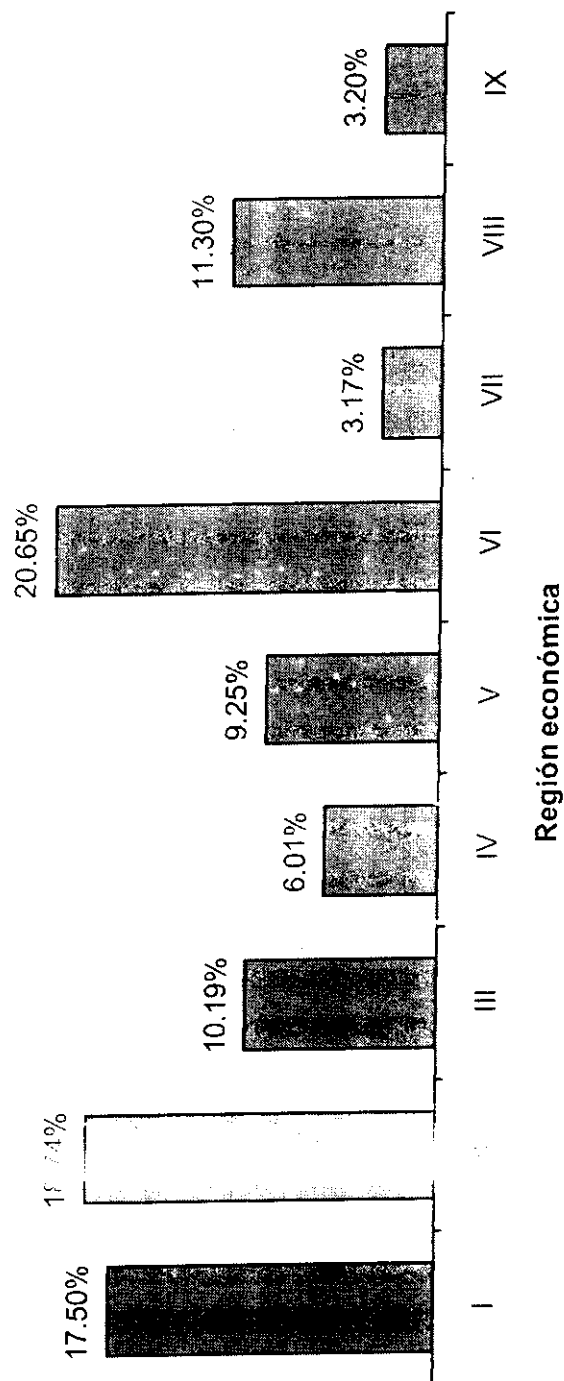 17.50%
10.19%
6.01%
9.25%
20.65%
3.17%
11.30%
3.20%
I
III
IV
V
VI
VII
VIII
IX
Región económica